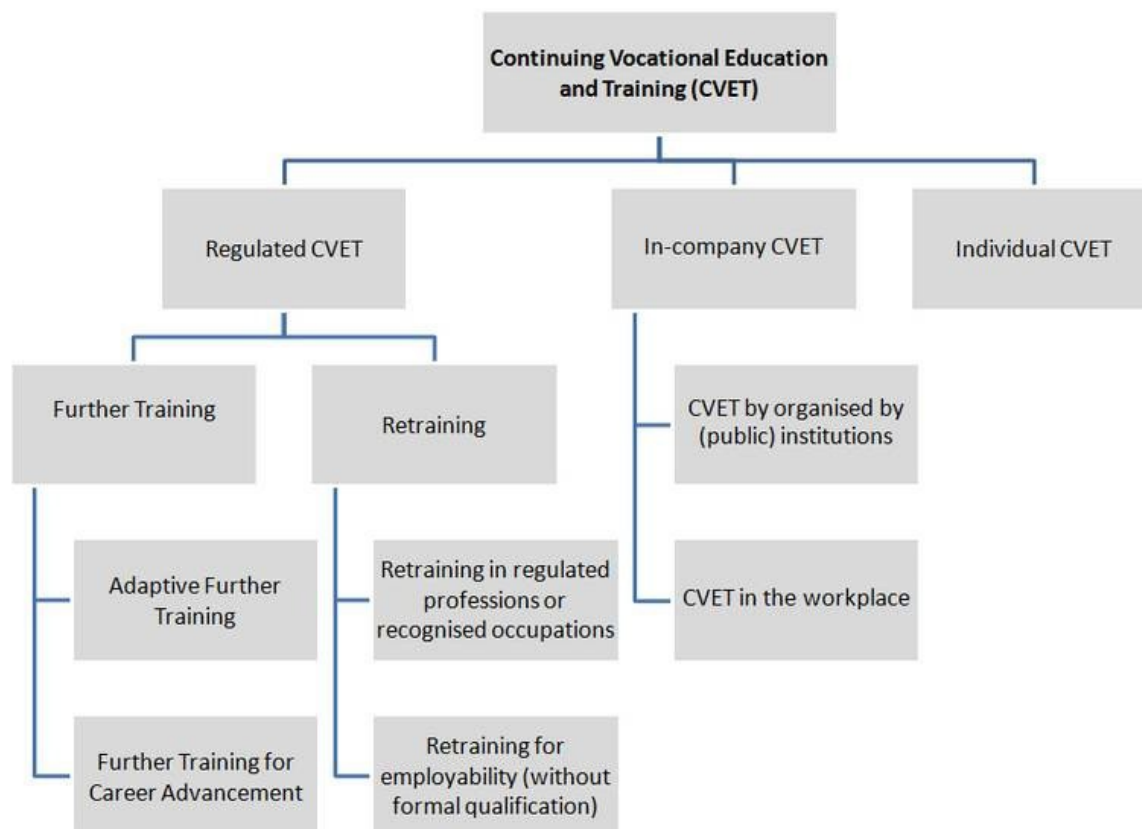 Continuing Vocational Education
and Training (CVET)
Regulated CVET
In-company CVET
Individual CVET
Further Training
Retraining
CVET by organised by
(public) institutions
Adaptive Further
Training
Retraining in regulated
professions or
recognised occupations
CVET in the workplace
Further Training for
Career Advancement
Retraining for
employability (without
formal qualification)